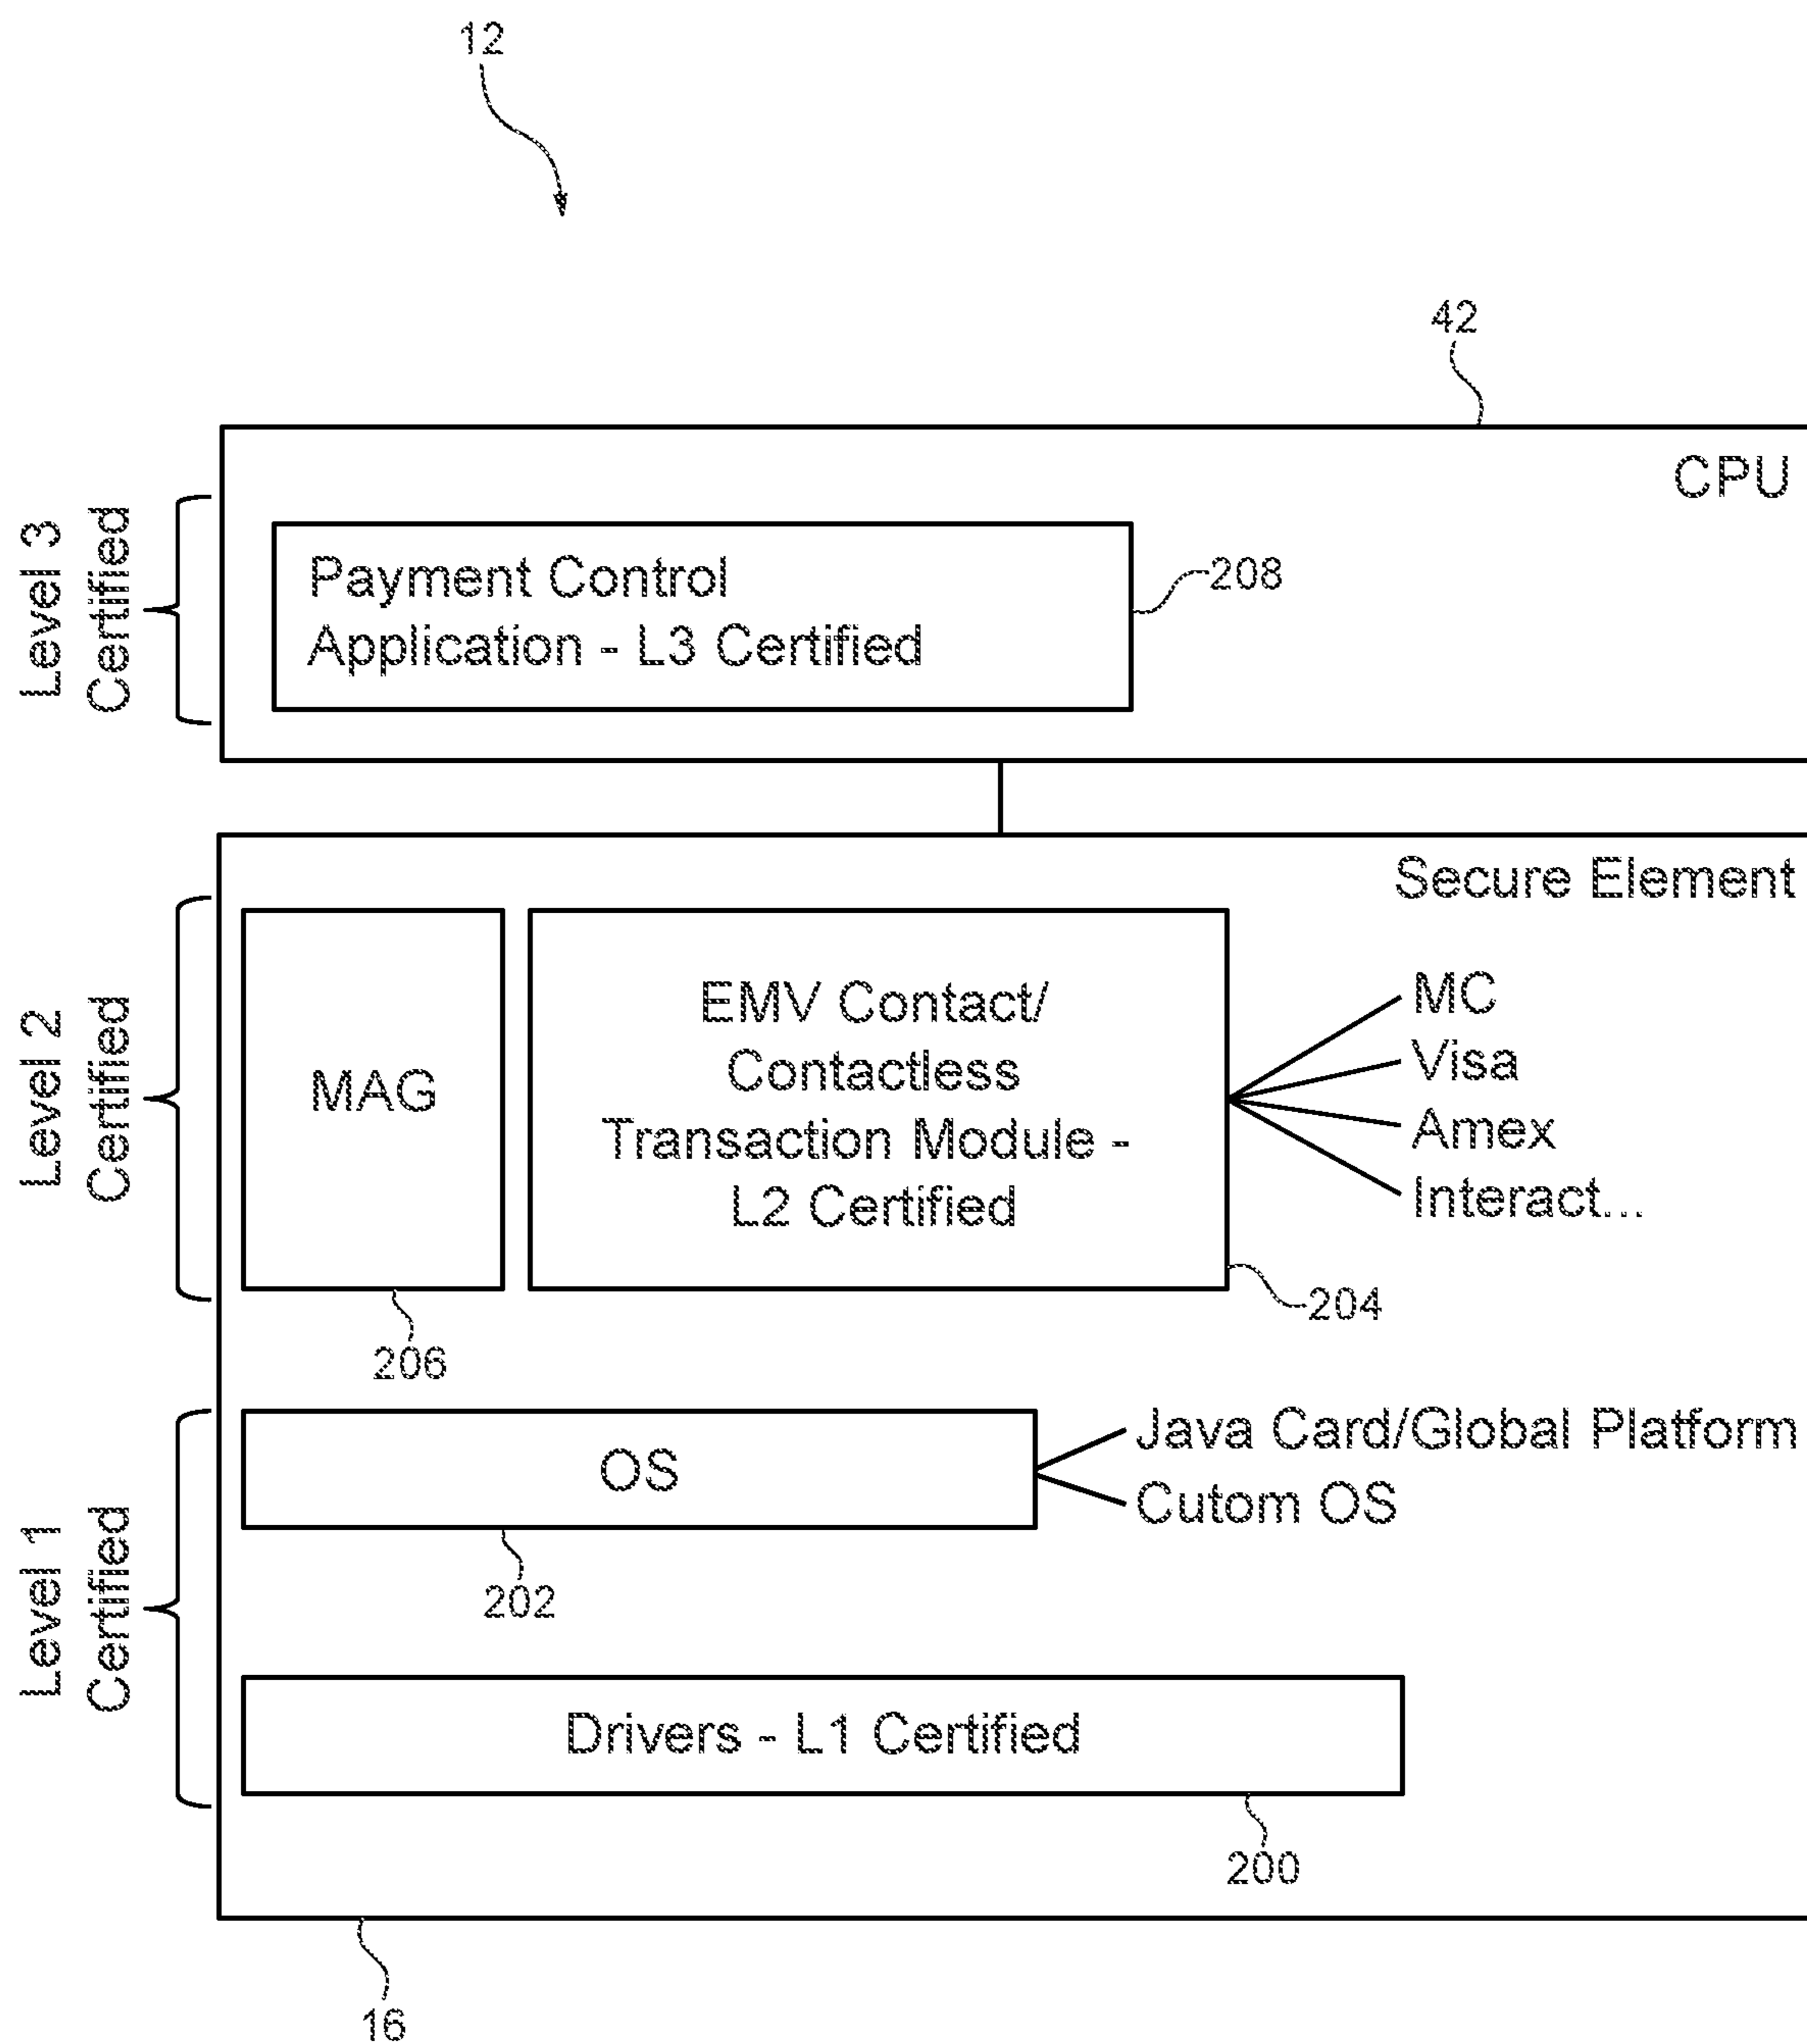 12
42
CPU
Level 3
Certified
Payment Control
Application - L3 Certified
208
Secure Element
Level 2
Certified
MAG
EMV Contact/
Contactless
Transaction Module -
L2 Certified
MC
Visa
Amex
Interact...
204
206
Level 1
Certified
OS
Java Card/Global Platform
Cutom OS
202
Drivers - L1 Certified
200
16